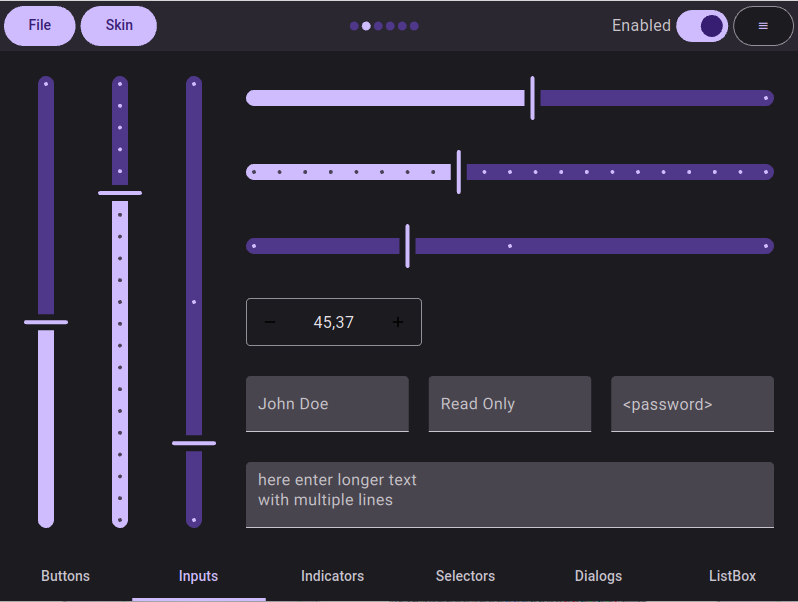 File
Skin
Enabled
≡
− 45,37 +
John Doe
Read Only
<password>
here enter longer text
with multiple lines
Buttons
Inputs
Indicators
Selectors
Dialogs
ListBox